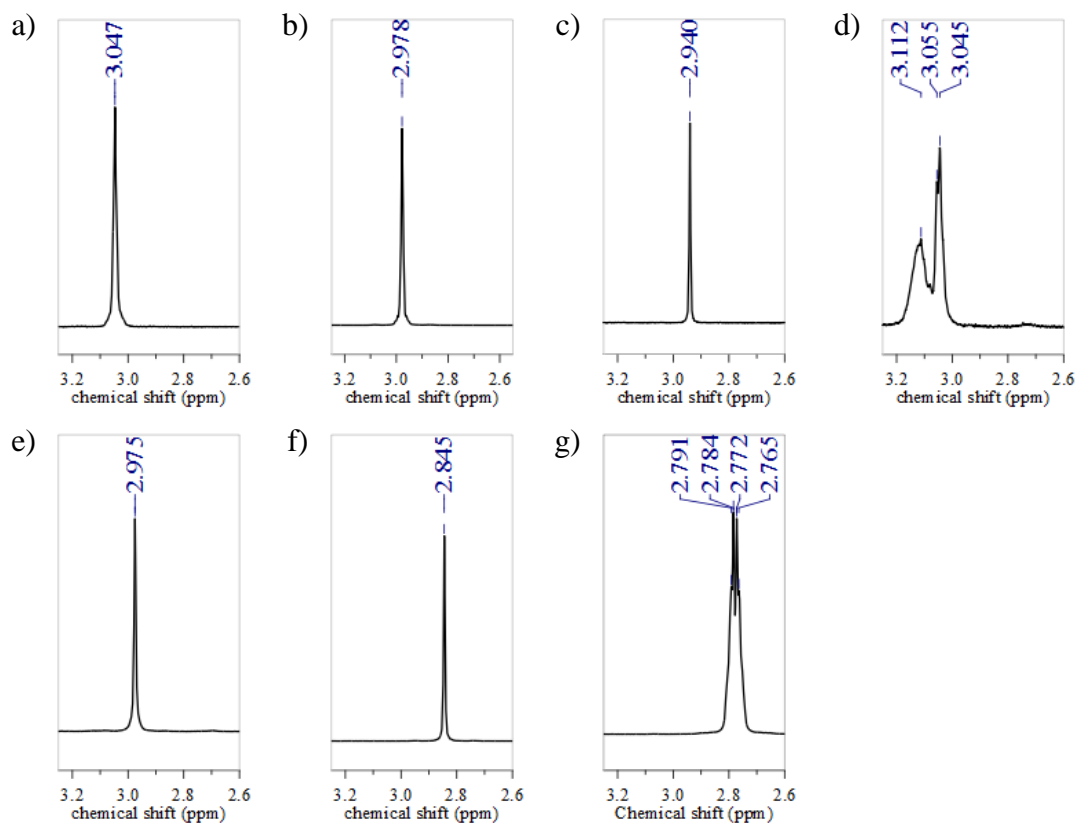 a)
3.047
3.2 3.0 2.8 2.6
chemical shift (ppm)
b)
2.978
3.2 3.0 2.8 2.6
chemical shift (ppm)
c)
2.940
3.2 3.0 2.8 2.6
chemical shift (ppm)
d)
3.112
3.055
3.045
3.2 3.0 2.8 2.6
chemical shift (ppm)
e)
2.975
3.2 3.0 2.8 2.6
chemical shift (ppm)
f)
2.845
3.2 3.0 2.8 2.6
chemical shift (ppm)
g)
2.791
2.784
2.772
2.765
3.2 3.0 2.8 2.6
Chemical shift (ppm)